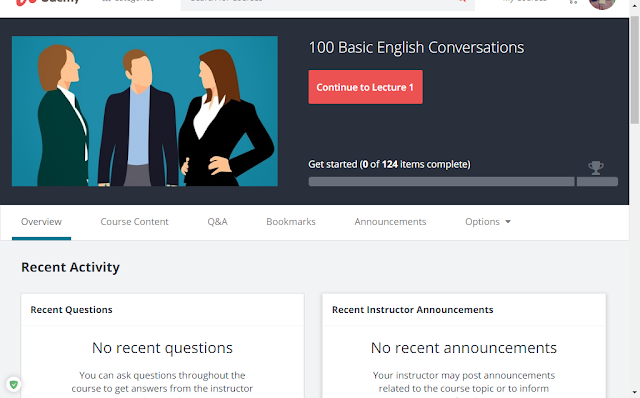 Udemy
Categories
Search for Courses
My Courses
100 Basic English Conversations
Continue to Lecture 1
Get started (0 of 124 items complete)
Overview
Course Content
Q&A
Bookmarks
Announcements
Options
Recent Activity
Recent Questions
No recent questions
You can ask questions throughout the
course to get answers from the instructor
Recent Instructor Announcements
No recent announcements
Your instructor may post announcements
related to the course topic or to inform